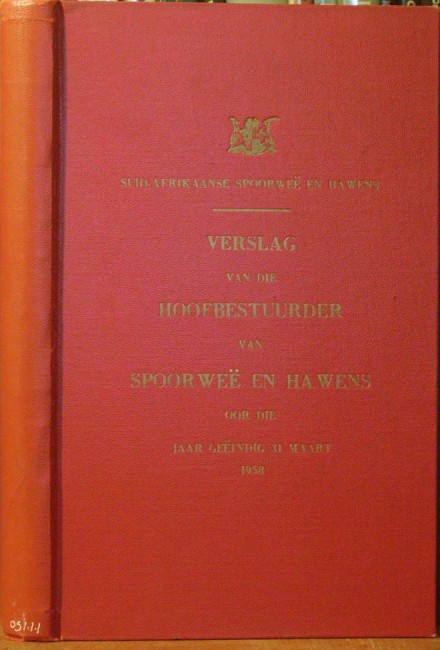 SUID-AFRIKAANSE SPOORWEË EN HAWENS
VERSLAG
VAN DIE
HOOFBESTUURDER
VAN
SPOORWEË EN HAWENS
OOR DIE
JAAR GEËINDIG 31 MAART
1958